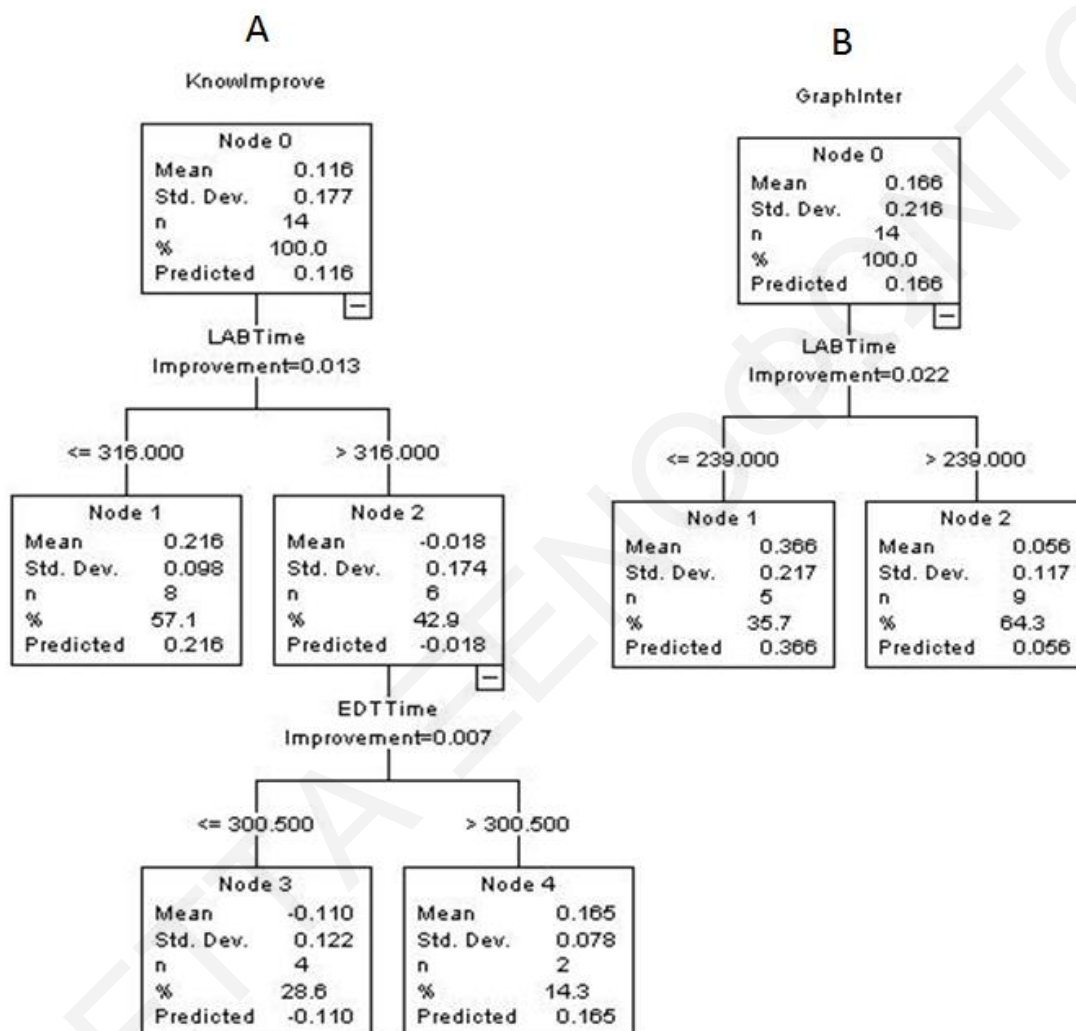 A
KnowImprove
Node 0
Mean 0.116
Std. Dev. 0.177
n 14
% 100.0
Predicted 0.116
LABTime
Improvement=0.013
<= 316.000
> 316.000
Node 1
Mean 0.216
Std. Dev. 0.098
n 8
% 57.1
Predicted 0.216
Node 2
Mean -0.018
Std. Dev. 0.174
n 6
% 42.9
Predicted -0.018
EDTTime
Improvement=0.007
<= 300.500
> 300.500
Node 3
Mean -0.110
Std. Dev. 0.122
n 4
% 28.6
Predicted -0.110
Node 4
Mean 0.165
Std. Dev. 0.078
n 2
% 14.3
Predicted 0.165
B
GraphInter
Node 0
Mean 0.166
Std. Dev. 0.216
n 14
% 100.0
Predicted 0.166
LABTime
Improvement=0.022
<= 239.000
> 239.000
Node 1
Mean 0.366
Std. Dev. 0.217
n 5
% 35.7
Predicted 0.366
Node 2
Mean 0.056
Std. Dev. 0.117
n 9
% 64.3
Predicted 0.056